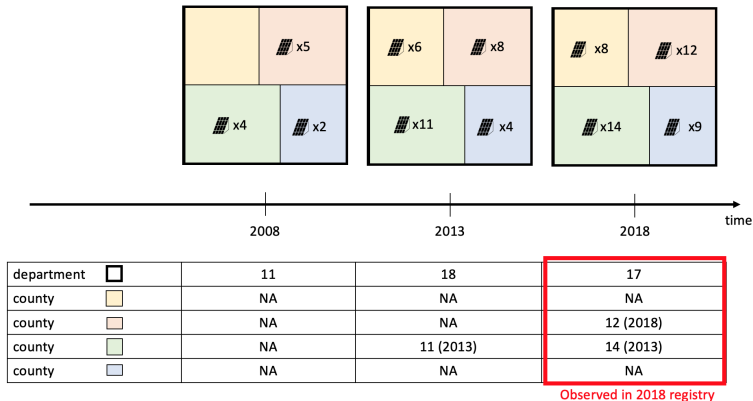 x5
x4
x2
x6
x8
x11
x4
x8
x12
x14
x9
2008
2013
2018
time
department 11 18 17
county NA NA NA
county NA NA 12 (2018)
county NA 11 (2013) 14 (2013)
county NA NA NA
Observed in 2018 registry